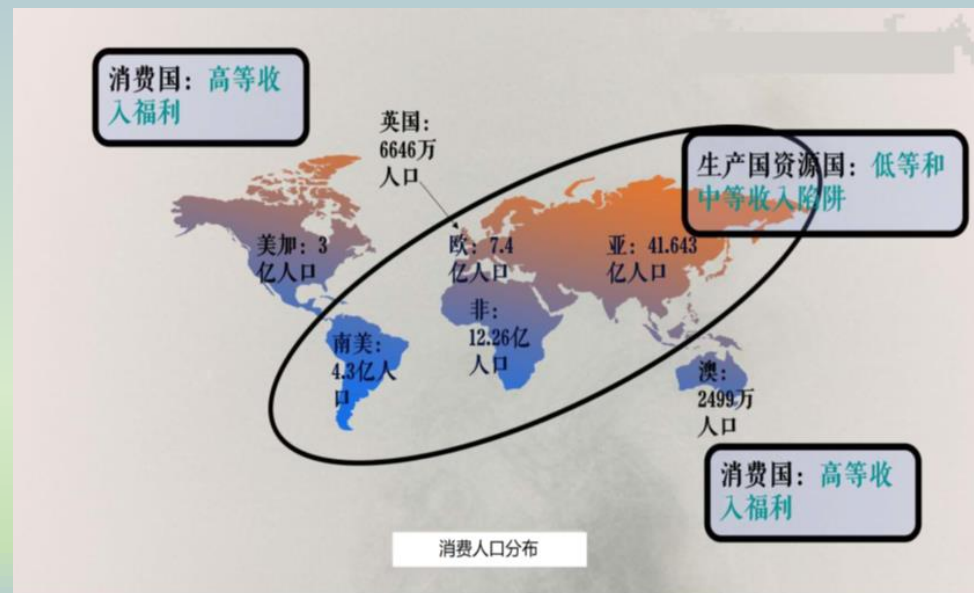 消费国：高等收
入福利
英国：
6646万
人口
生产国资源国：低等和
中等收入陷阱
美加：3
亿人口
欧：7.4
亿人口
亚：41.643
亿人口
非：
12.26亿
人口
南美：
4.3亿人
口
澳：
2499万
人口
消费国：高等收
入福利
消费人口分布